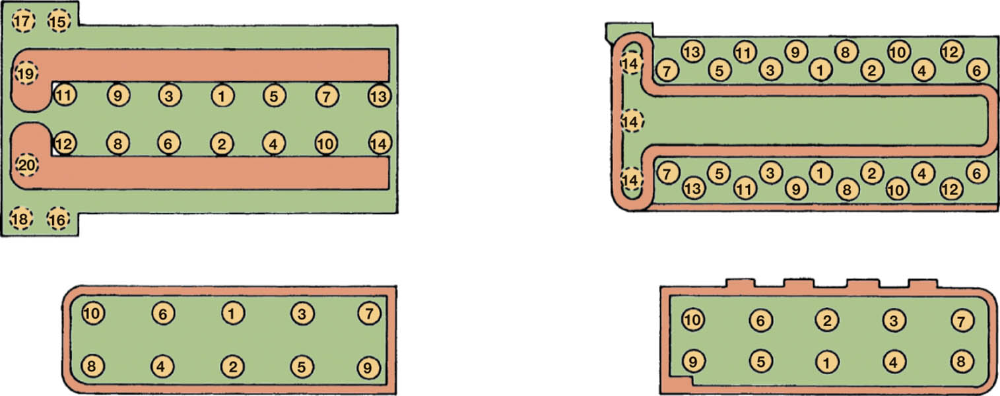 17 15
19
11 9 3 1 5 7 13
12 8 6 2 4 10 14
20
18 16
13 11 9 8 10 12
14
7 5 3 1 2 4 6
14
14
7 5 3 1 2 4 6
13 11 9 8 10 12
10 6 1 3 7
8 4 2 5 9
10 6 2 3 7
9 5 1 4 8